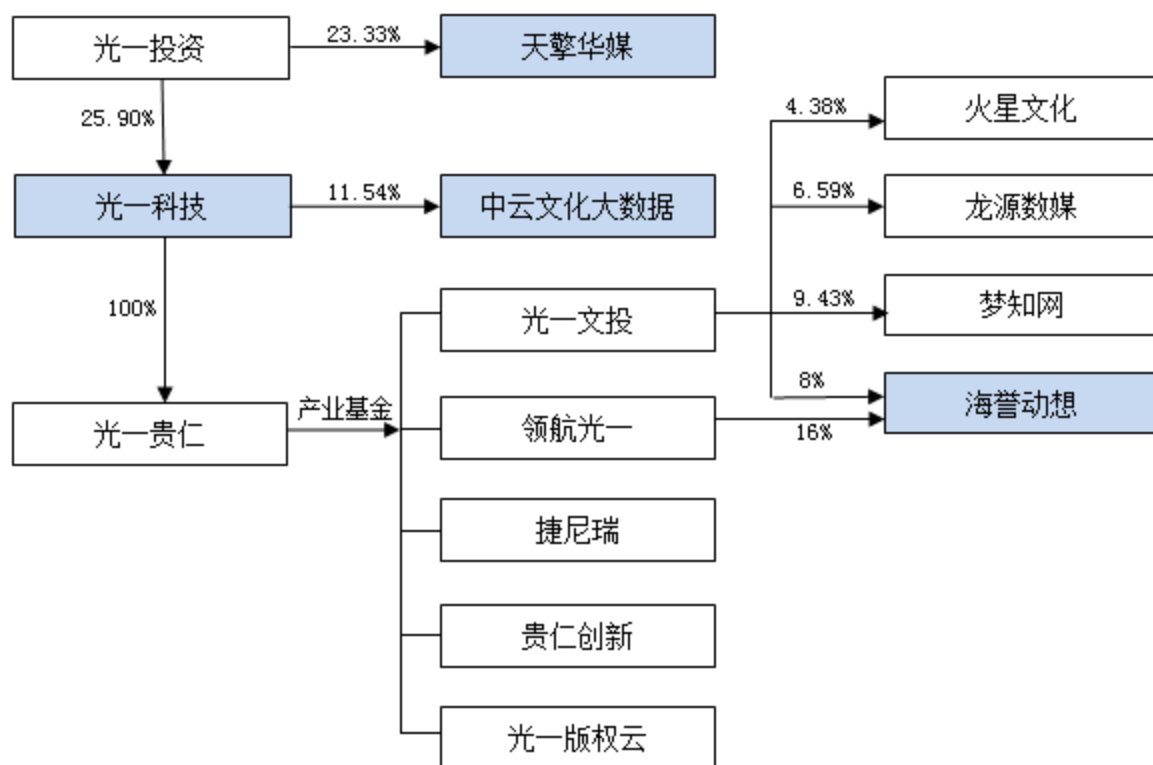 光一投资
23.33%
天擎华媒
25.90%
4.38%
火星文化
光一科技
11.54%
中云文化大数据
6.59%
龙源数媒
100%
光一文投
9.43%
梦知网
8%
海誉动想
产业基金
光一贵仁
领航光一
16%
捷尼瑞
贵仁创新
光一版权云